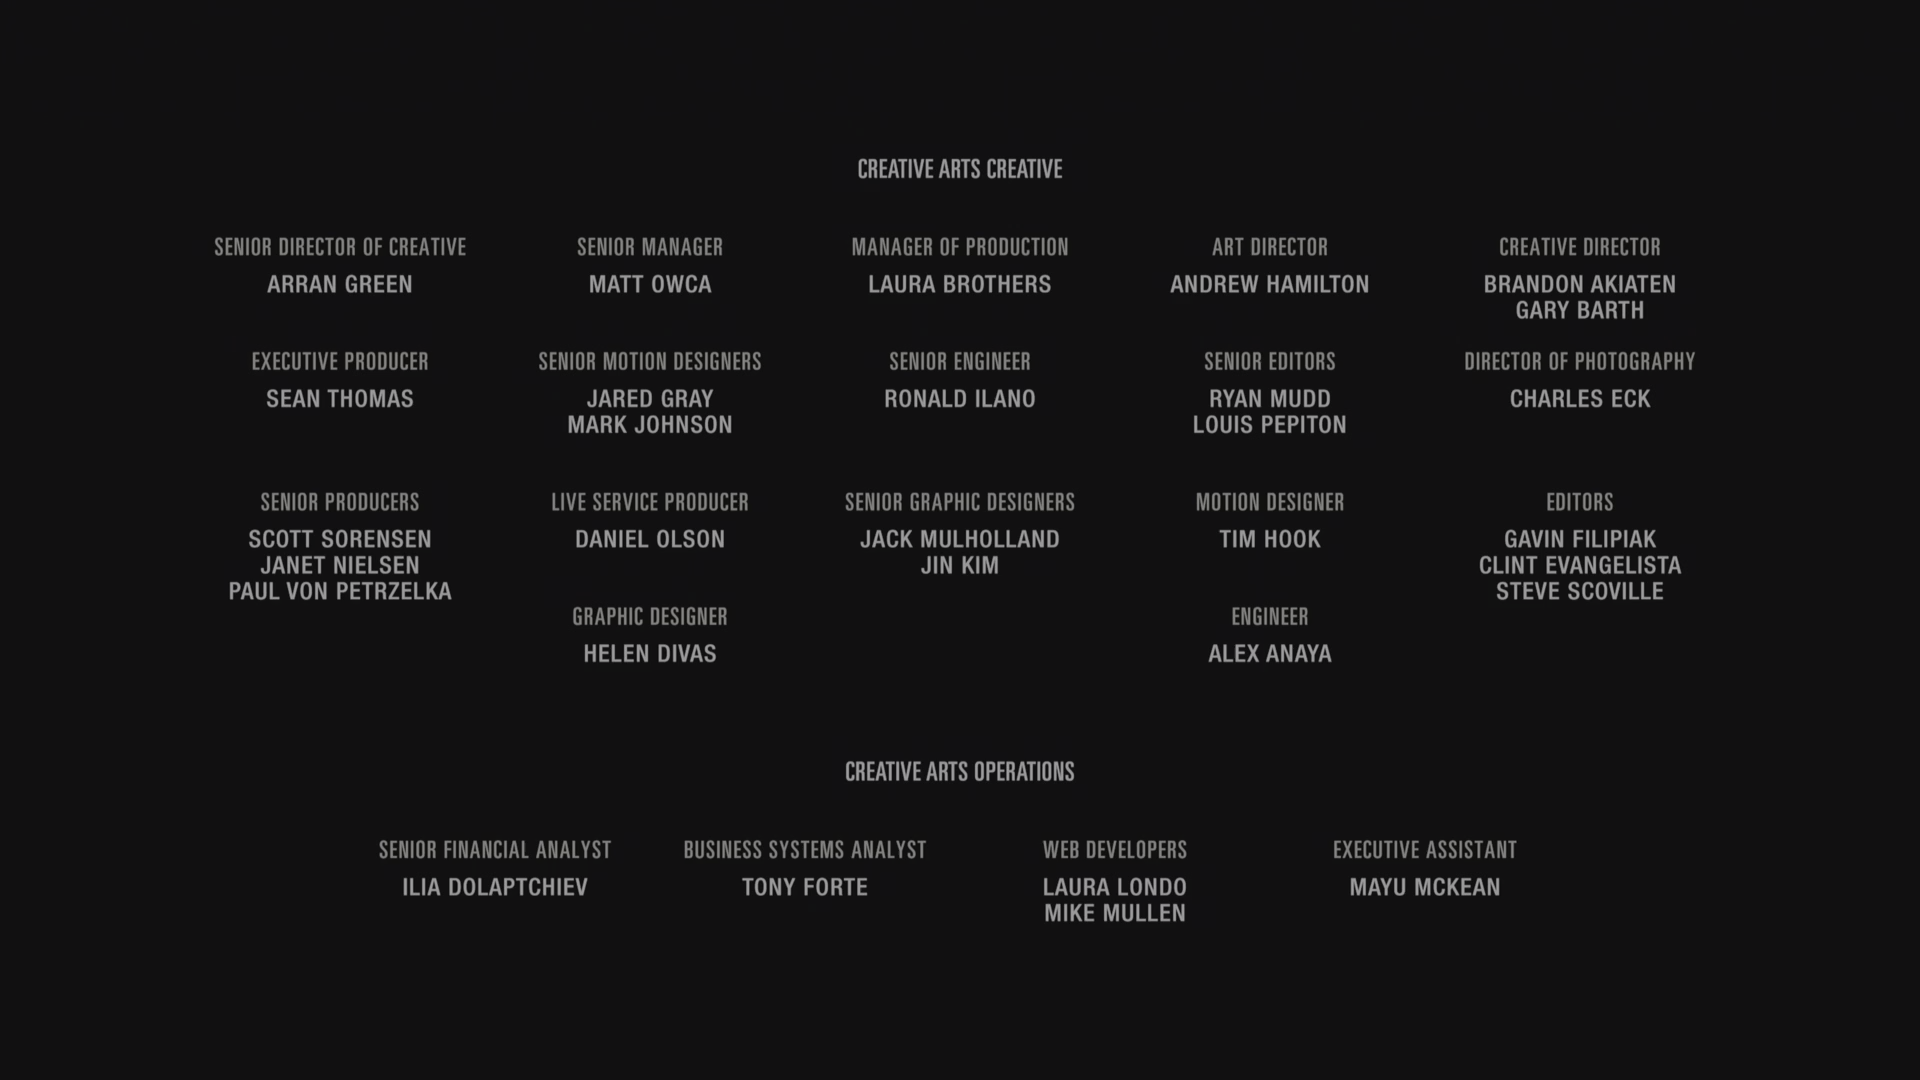 CREATIVE ARTS CREATIVE
SENIOR DIRECTOR OF CREATIVE
ARRAN GREEN
SENIOR MANAGER
MATT OWCA
MANAGER OF PRODUCTION
LAURA BROTHERS
ART DIRECTOR
ANDREW HAMILTON
CREATIVE DIRECTOR
BRANDON AKIATEN
GARY BARTH
EXECUTIVE PRODUCER
SEAN THOMAS
SENIOR MOTION DESIGNERS
JARED GRAY
MARK JOHNSON
SENIOR ENGINEER
RONALD ILANO
SENIOR EDITORS
RYAN MUDD
LOUIS PEPITON
DIRECTOR OF PHOTOGRAPHY
CHARLES ECK
SENIOR PRODUCERS
SCOTT SORENSEN
JANET NIELSEN
PAUL VON PETRZELKA
LIVE SERVICE PRODUCER
DANIEL OLSON
SENIOR GRAPHIC DESIGNERS
JACK MULHOLLAND
JIN KIM
MOTION DESIGNER
TIM HOOK
EDITORS
GAVIN FILIPIAK
CLINT EVANGELISTA
STEVE SCOVILLE
GRAPHIC DESIGNER
HELEN DIVAS
ENGINEER
ALEX ANAYA
CREATIVE ARTS OPERATIONS
SENIOR FINANCIAL ANALYST
ILIA DOLAPTCHIEV
BUSINESS SYSTEMS ANALYST
TONY FORTE
WEB DEVELOPERS
LAURA LONDO
MIKE MULLEN
EXECUTIVE ASSISTANT
MAYU MCKEAN